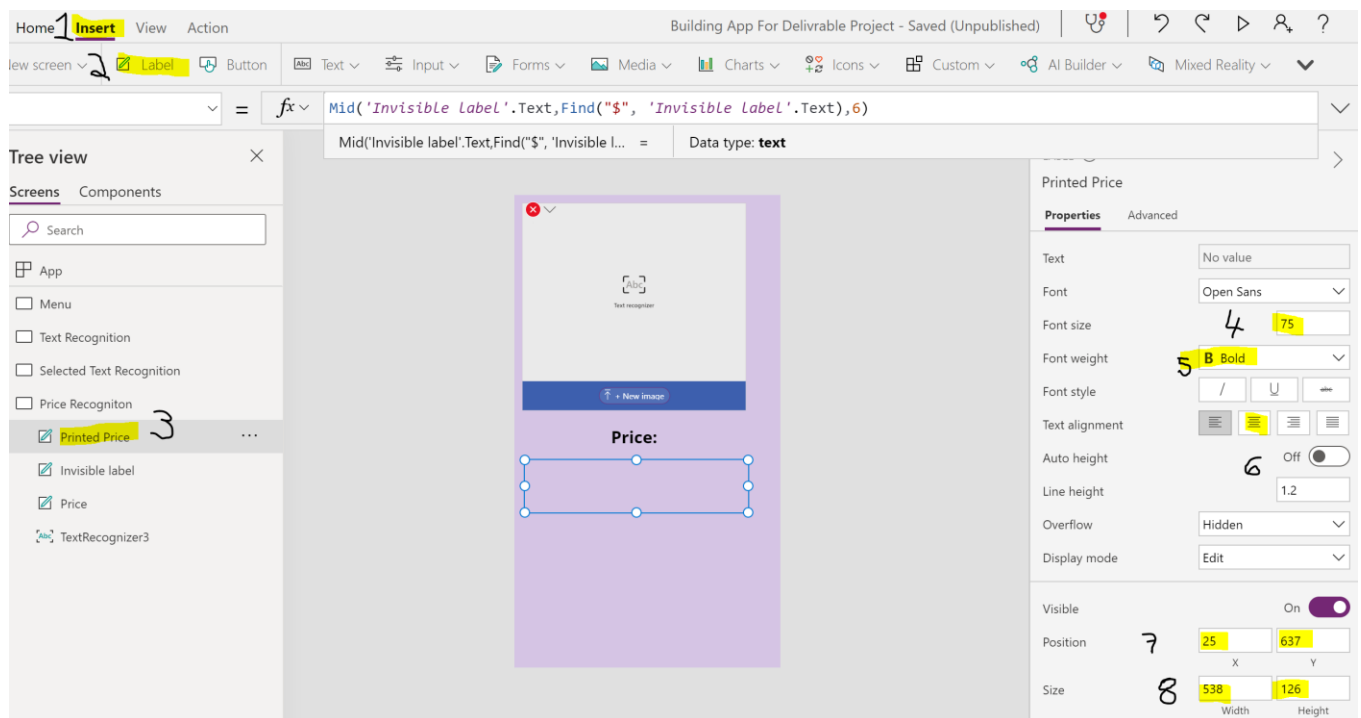 Home 1 Insert View Action Building App For Delivrable Project - Saved (Unpublished) ?
lew screen 2 Label Button Abc Text Input Forms Media Charts Icons Custom AI Builder Mixed Reality
= fx Mid('Invisible label'.Text,Find("$", 'Invisible label'.Text),6)
Mid('Invisible label'.Text,Find("$", 'Invisible l... = Data type: text
Tree view
Screens Components
Search
App
Menu
Text Recognition
Selected Text Recognition
Price Recogniton
Printed Price 3 ...
Invisible label
Price
Abc TextRecognizer3
Abc
Text recognizer
+ New image
Price:
Printed Price
Properties Advanced
Text No value
Font Open Sans
Font size 4 75
Font weight 5 B Bold
Font style / U abc
Text alignment
Auto height 6 Off
Line height 1.2
Overflow Hidden
Display mode Edit
Visible On
Position 7 25 637
X Y
Size 8 538 126
Width Height